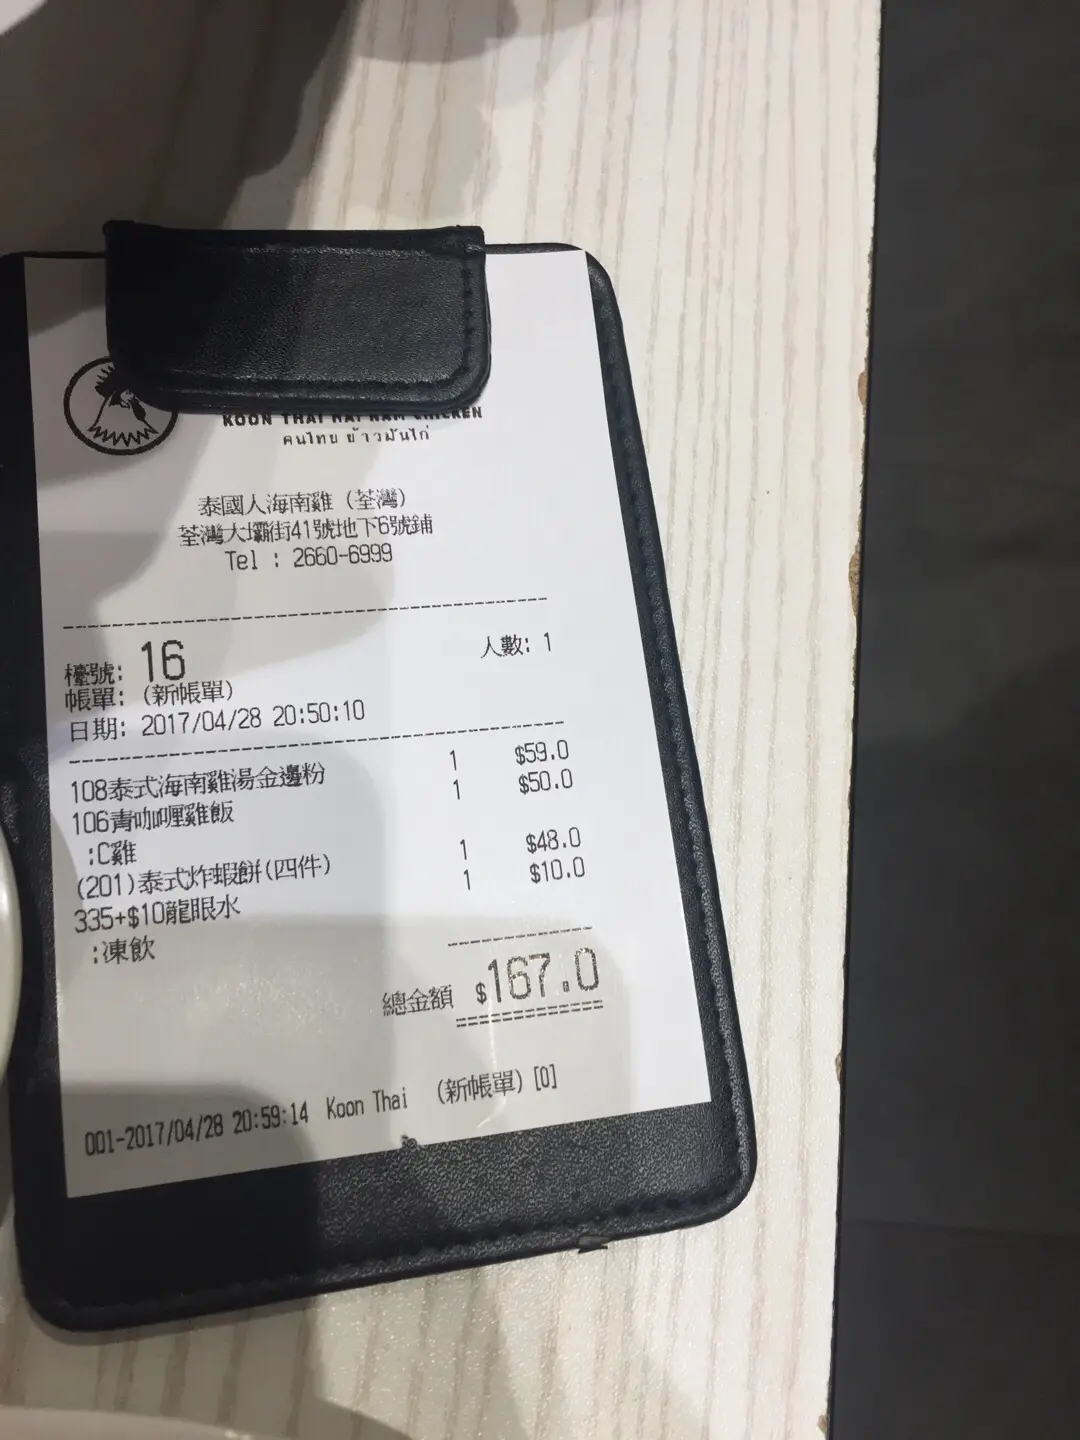 KOON THAI HAI NAM CHICKEN
คนไทย ข้าวมันไก่
泰國人海南雞 (荃灣)
荃灣大壩街41號地下6號鋪
Tel : 2660-6999
檯號: 16 人數: 1
帳單: (新帳單)
日期: 2017/04/28 20:50:10
108泰式海南雞湯金邊粉 1 $59.0
106青咖喱雞飯 1 $50.0
:C雞
(201)泰式炸蝦餅(四件) 1 $48.0
335+$10龍眼水 1 $10.0
:凍飲
總金額 $167.0
001-2017/04/28 20:59:14 Koon Thai (新帳單)[0]